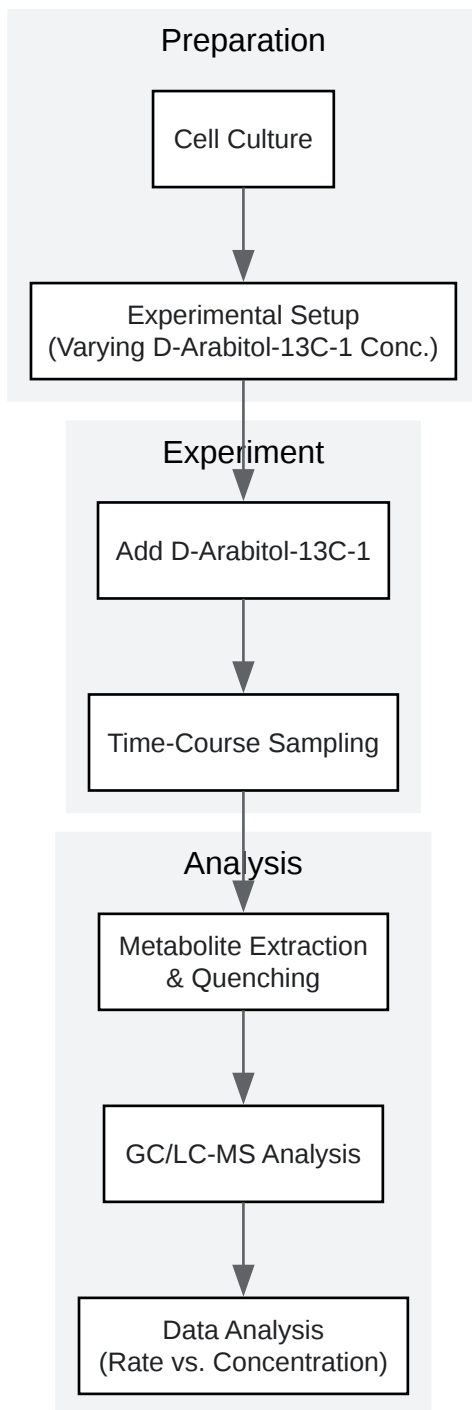 Preparation
Cell Culture
Experimental Setup
(Varying D-Arabitol-13C-1 Conc.)
Experiment
Add D-Arabitol-13C-1
Time-Course Sampling
Analysis
Metabolite Extraction
& Quenching
GC/LC-MS Analysis
Data Analysis
(Rate vs. Concentration)